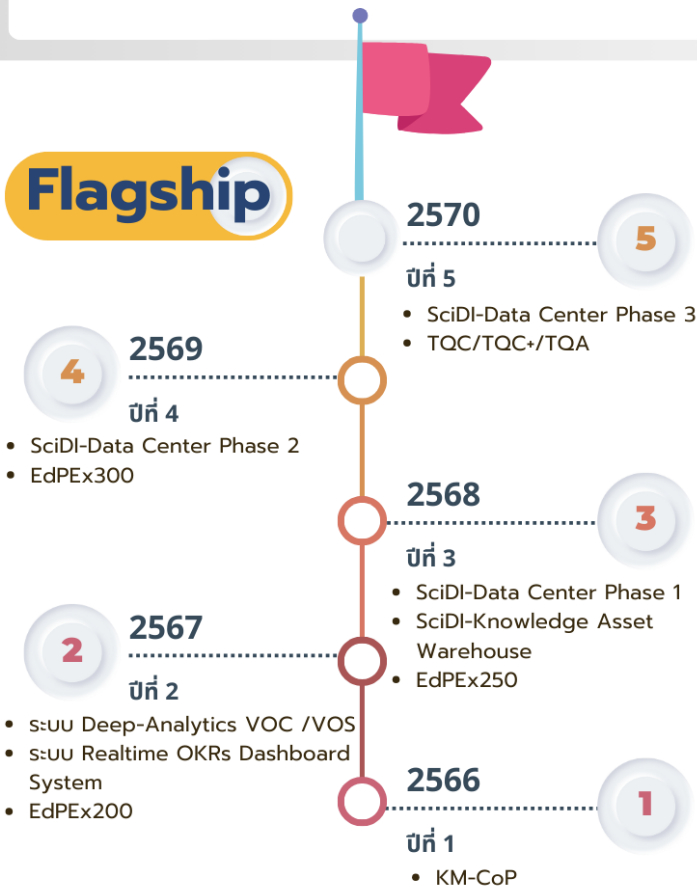 Flagship
2570
5
ปีที่ 5
• SciDI-Data Center Phase 3
• TQC/TQC+/TQA
2569
4
ปีที่ 4
• SciDI-Data Center Phase 2
• EdPEx300
2568
3
ปีที่ 3
• SciDI-Data Center Phase 1
• SciDI-Knowledge Asset
Warehouse
• EdPEx250
2567
2
ปีที่ 2
• ระบบ Deep-Analytics VOC /VOS
• ระบบ Realtime OKRs Dashboard
System
• EdPEx200
2566
1
ปีที่ 1
• KM-CoP